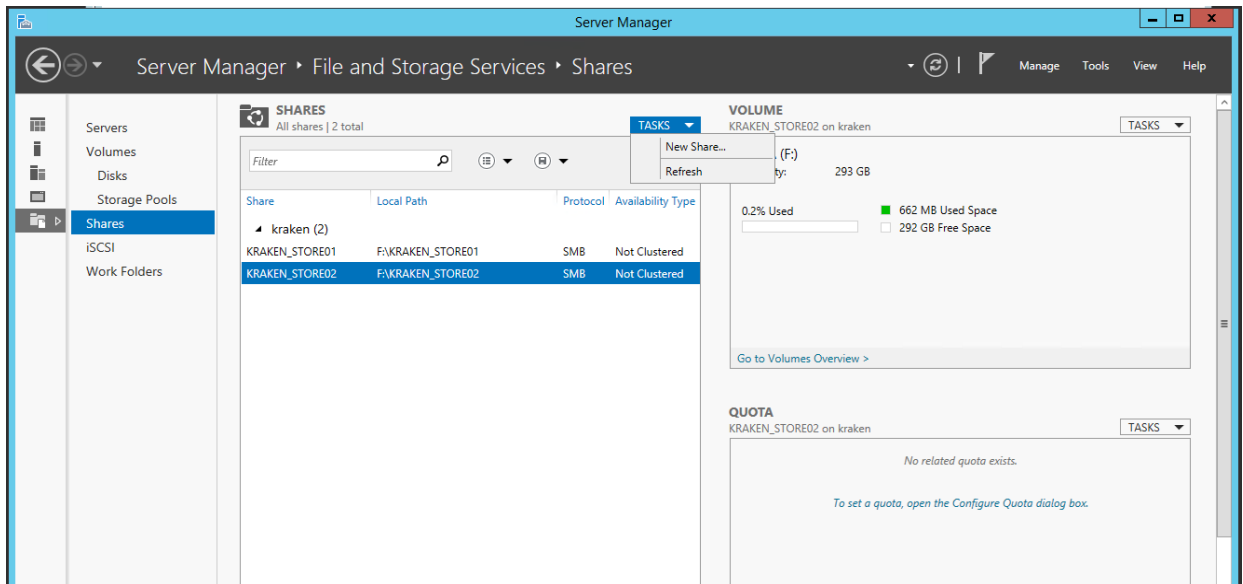 Server Manager
Server Manager ‣ File and Storage Services ‣ Shares
Manage Tools View Help
Servers
Volumes
Disks
Storage Pools
Shares
iSCSI
Work Folders
SHARES
All shares | 2 total
TASKS
New Share...
Refresh
Filter
Share Local Path Protocol Availability Type
kraken (2)
KRAKEN_STORE01 F:\KRAKEN_STORE01 SMB Not Clustered
KRAKEN_STORE02 F:\KRAKEN_STORE02 SMB Not Clustered
VOLUME
KRAKEN_STORE02 on kraken
TASKS
(F:)
293 GB
0.2% Used
662 MB Used Space
292 GB Free Space
Go to Volumes Overview >
QUOTA
KRAKEN_STORE02 on kraken
TASKS
No related quota exists.
To set a quota, open the Configure Quota dialog box.